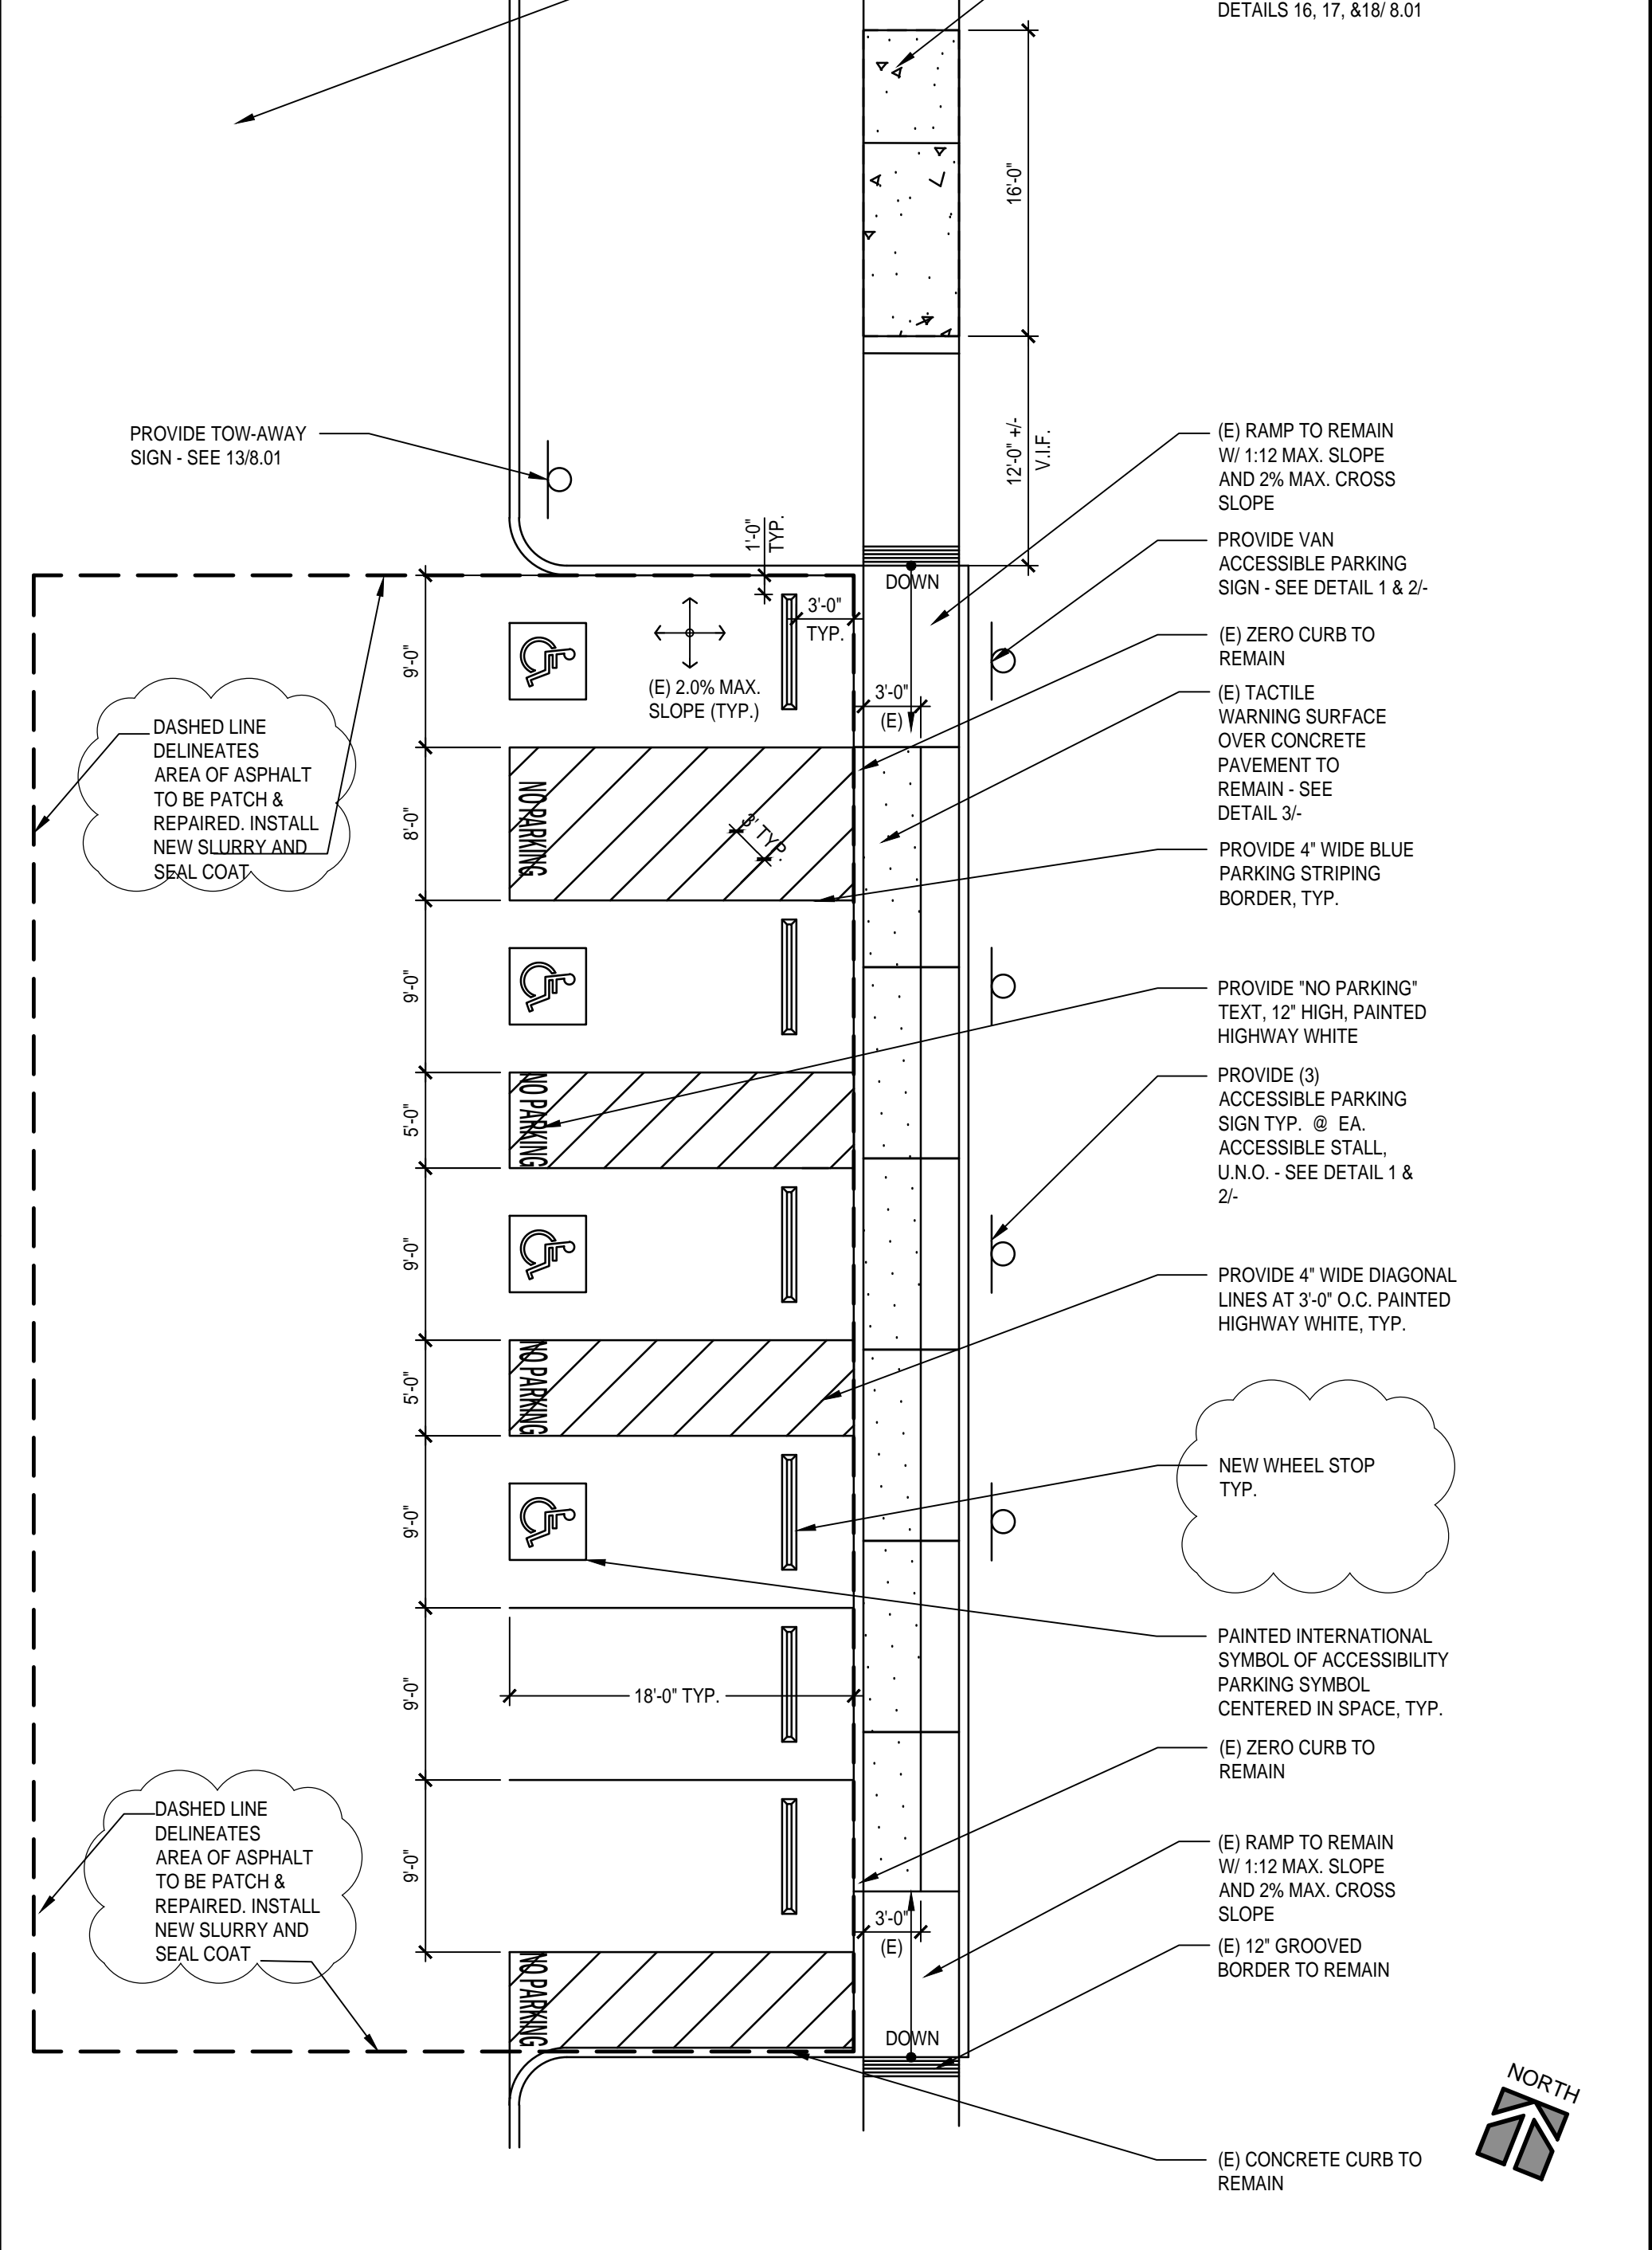 DETAILS 16, 17, &18/ 8.01
16'-0"
12'-0" +/-
V.I.F.
PROVIDE TOW-AWAY
SIGN - SEE 13/8.01
(E) RAMP TO REMAIN
W/ 1:12 MAX. SLOPE
AND 2% MAX. CROSS
SLOPE
1'-0"
TYP.
PROVIDE VAN
ACCESSIBLE PARKING
SIGN - SEE DETAIL 1 & 2/-
DOWN
3'-0"
TYP.
9'-0"
(E) 2.0% MAX.
SLOPE (TYP.)
3'-0"
(E)
(E) ZERO CURB TO
REMAIN
(E) TACTILE
WARNING SURFACE
OVER CONCRETE
PAVEMENT TO
REMAIN - SEE
DETAIL 3/-
DASHED LINE
DELINEATES
AREA OF ASPHALT
TO BE PATCH &
REPAIRED. INSTALL
NEW SLURRY AND
SEAL COAT
8'-0"
NO PARKING
3' TYP.
PROVIDE 4" WIDE BLUE
PARKING STRIPING
BORDER, TYP.
9'-0"
PROVIDE "NO PARKING"
TEXT, 12" HIGH, PAINTED
HIGHWAY WHITE
5'-0"
NO PARKING
PROVIDE (3)
ACCESSIBLE PARKING
SIGN TYP. @ EA.
ACCESSIBLE STALL,
U.N.O. - SEE DETAIL 1 &
2/-
9'-0"
PROVIDE 4" WIDE DIAGONAL
LINES AT 3'-0" O.C. PAINTED
HIGHWAY WHITE, TYP.
5'-0"
NO PARKING
NEW WHEEL STOP
TYP.
9'-0"
PAINTED INTERNATIONAL
SYMBOL OF ACCESSIBILITY
PARKING SYMBOL
CENTERED IN SPACE, TYP.
9'-0"
18'-0" TYP.
(E) ZERO CURB TO
REMAIN
DASHED LINE
DELINEATES
AREA OF ASPHALT
TO BE PATCH &
REPAIRED. INSTALL
NEW SLURRY AND
SEAL COAT
9'-0"
(E) RAMP TO REMAIN
W/ 1:12 MAX. SLOPE
AND 2% MAX. CROSS
SLOPE
3'-0"
(E)
(E) 12" GROOVED
BORDER TO REMAIN
NO PARKING
DOWN
NORTH
(E) CONCRETE CURB TO
REMAIN